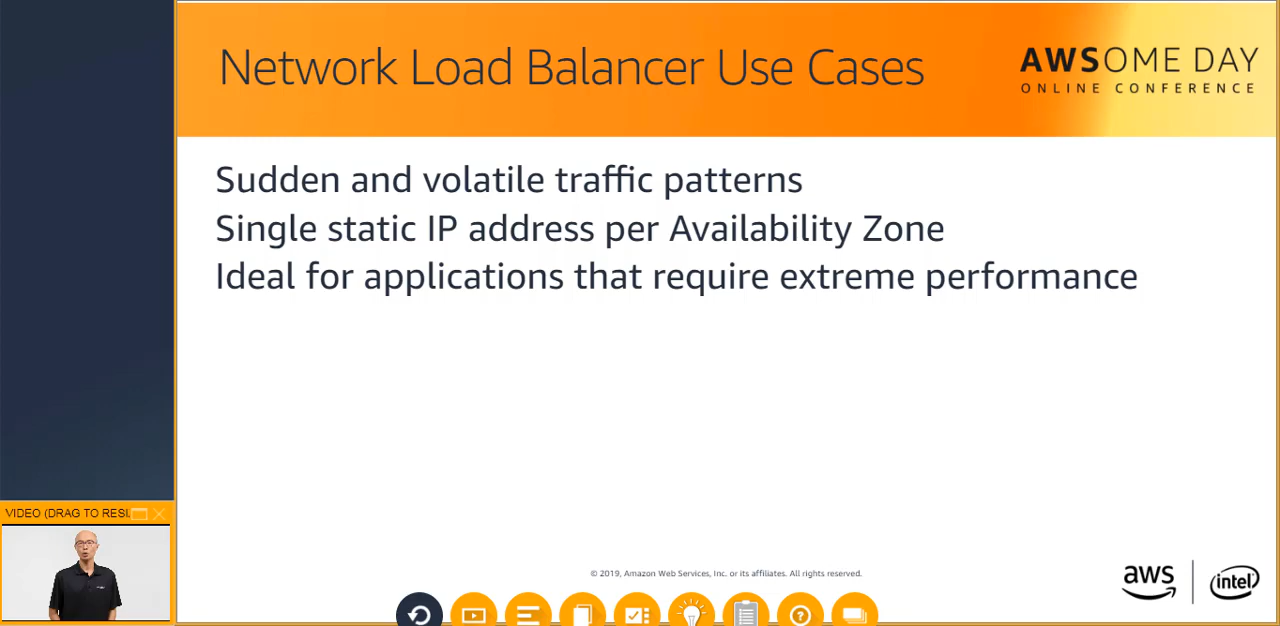 Network Load Balancer Use Cases
AWSOME DAY
ONLINE CONFERENCE
Sudden and volatile traffic patterns
Single static IP address per Availability Zone
Ideal for applications that require extreme performance
VIDEO (DRAG TO RESI
© 2019, Amazon Web Services, Inc. or its affiliates. All rights reserved.
aws
intel